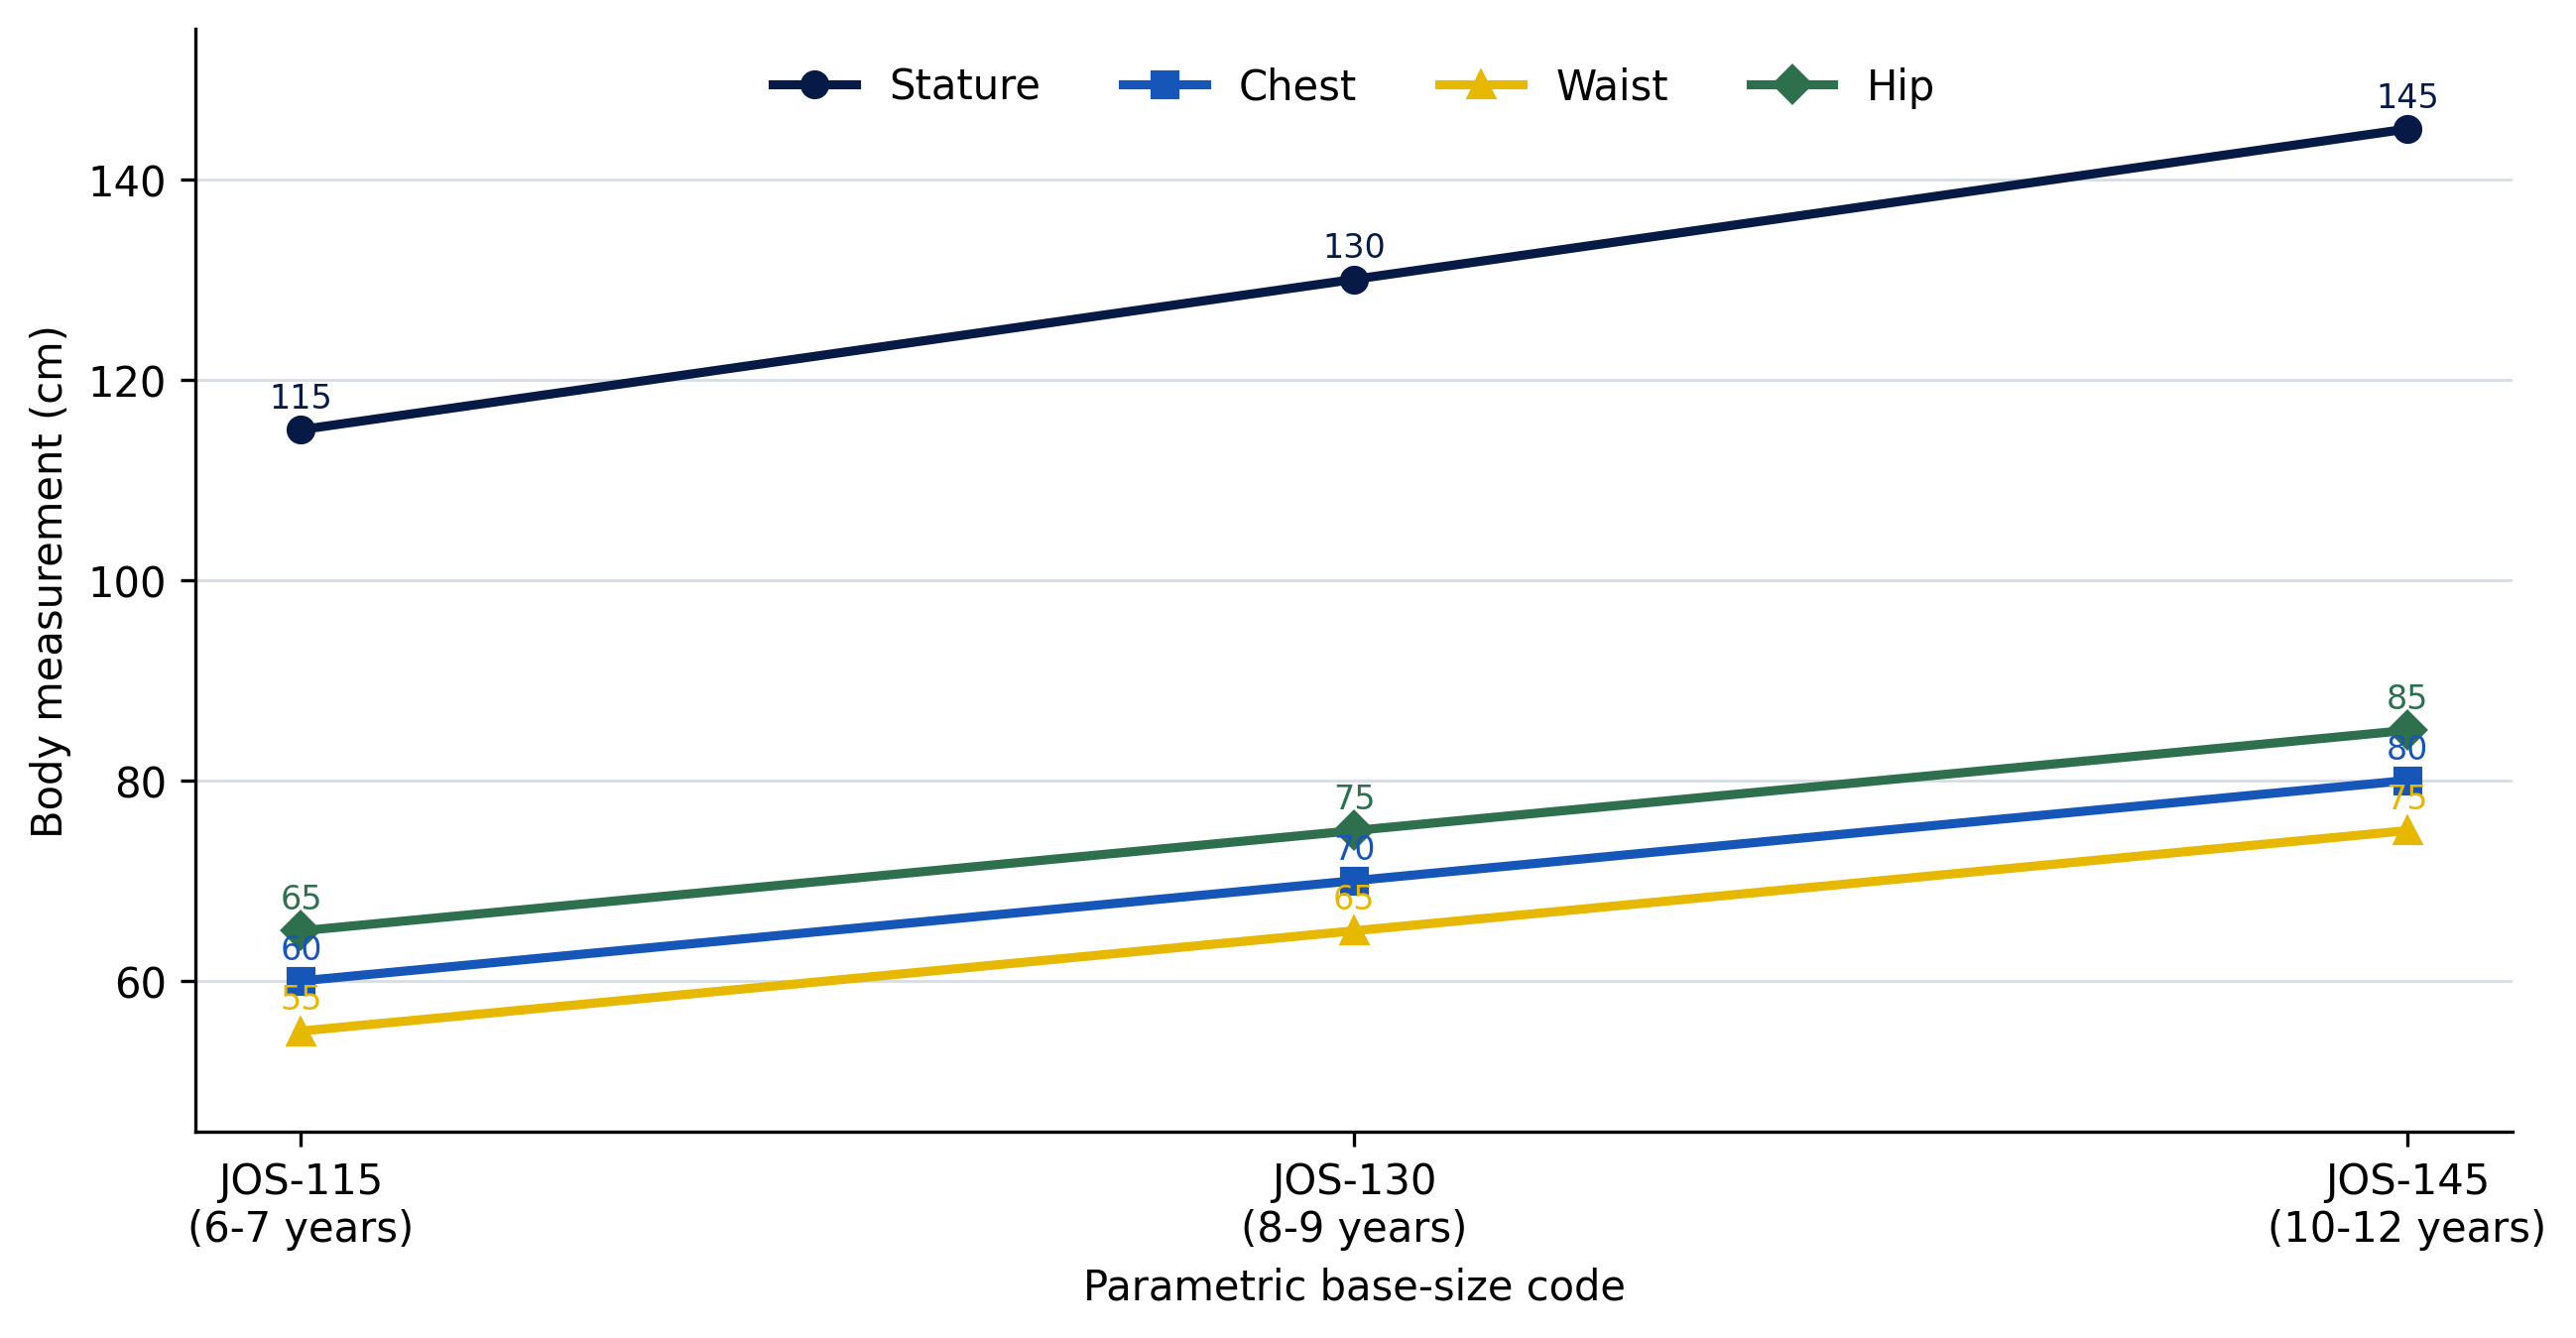 Stature Chest Waist Hip
Body measurement (cm)
140
120
100
80
60
115
130
145
65
75
85
60
70
80
55
65
75
JOS-115
(6-7 years)
JOS-130
(8-9 years)
JOS-145
(10-12 years)
Parametric base-size code